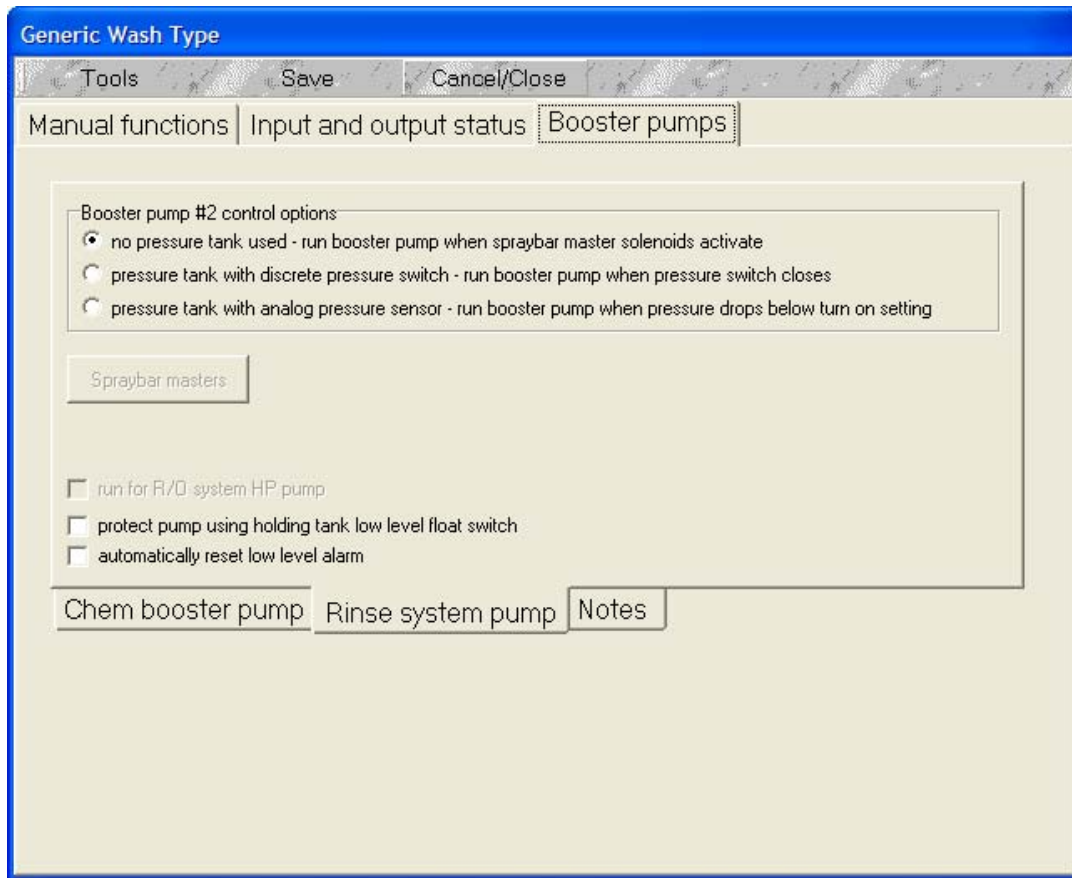 Generic Wash Type
Tools Save Cancel/Close
Manual functions Input and output status Booster pumps
Booster pump #2 control options
no pressure tank used - run booster pump when spraybar master solenoids activate
pressure tank with discrete pressure switch - run booster pump when pressure switch closes
pressure tank with analog pressure sensor - run booster pump when pressure drops below turn on setting
Spraybar masters
run for R/O system HP pump
protect pump using holding tank low level float switch
automatically reset low level alarm
Chem booster pump Rinse system pump Notes